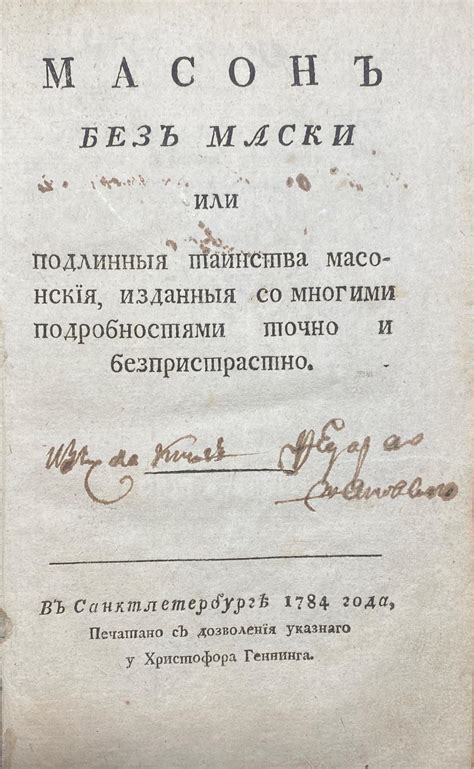 МАСОНЪ
БЕЗЪ МАСКИ
ИЛИ
подлинныя таинства масо-
нскія, изданныя со многими
подробностями точно и
безпристрастно.
Въ Санктпетербургѣ 1784 года,
Печатано съ дозволенія указнаго
у Христофора Геннинга.